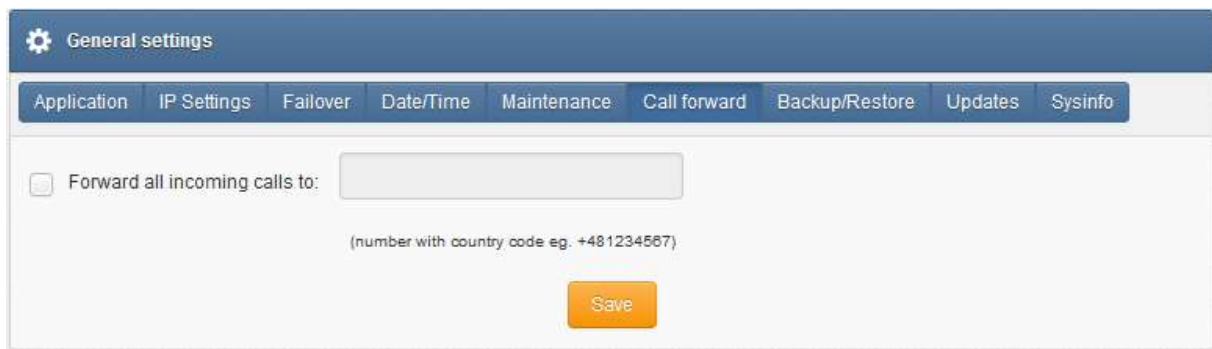 General settings
Application IP Settings Failover Date/Time Maintenance Call forward Backup/Restore Updates Sysinfo
Forward all incoming calls to:
(number with country code eg. +481234567)
Save